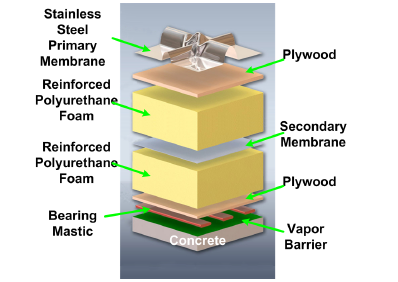 Stainless
Steel
Primary
Membrane
Plywood
Reinforced
Polyurethane
Foam
Secondary
Membrane
Reinforced
Polyurethane
Foam
Plywood
Bearing
Mastic
Vapor
Barrier
Concrete